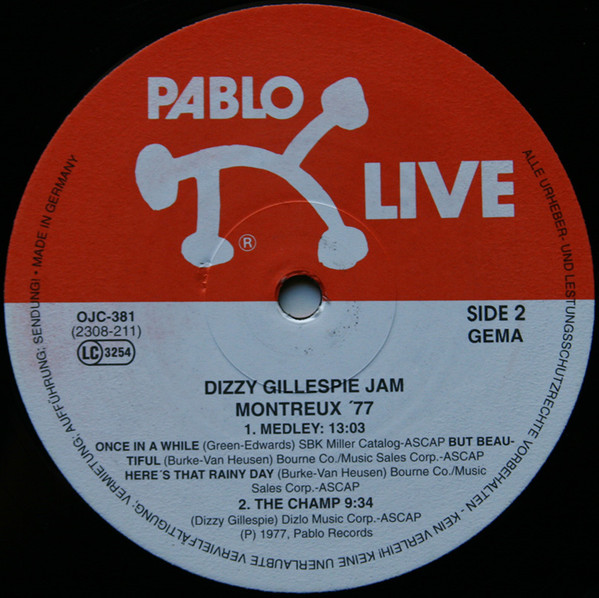 PABLO
LIVE
®
OJC-381
(2308-211)
LC 3254
SIDE 2
GEMA
DIZZY GILLESPIE JAM
MONTREUX ´77
1. MEDLEY: 13:03
ONCE IN A WHILE (Green-Edwards) SBK Miller Catalog-ASCAP BUT BEAU-
TIFUL (Burke-Van Heusen) Bourne Co./Music Sales Corp.-ASCAP
HERE´S THAT RAINY DAY (Burke-Van Heusen) Bourne Co./Music
Sales Corp.-ASCAP
2. THE CHAMP 9:34
(Dizzy Gillespie) Dizlo Music Corp.-ASCAP
(P) 1977, Pablo Records
ALLE URHEBER- UND LESTUNGSSCHUTZRECHTE VORBEHALTEN - KEIN VERLEIH! KEINE UNERLAUBTE VERVIELFÄLTIGUNG, VERMIETUNG, AUFFÜHRUNG, SENDUNG! • MADE IN GERMANY